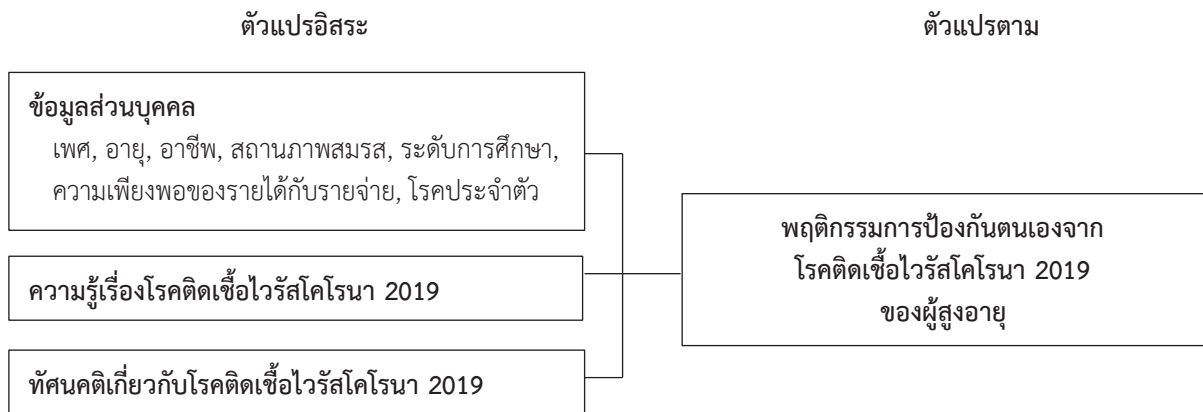 ตัวแปรอิสระ
ตัวแปรตาม
ข้อมูลส่วนบุคคล
เพศ, อายุ, อาชีพ, สถานภาพสมรส, ระดับการศึกษา,
ความเพียงพอของรายได้กับรายจ่าย, โรคประจำตัว
ความรู้เรื่องโรคติดเชื้อไวรัสโคโรนา 2019
ทัศนคติเกี่ยวกับโรคติดเชื้อไวรัสโคโรนา 2019
พฤติกรรมการป้องกันตนเองจาก
โรคติดเชื้อไวรัสโคโรนา 2019
ของผู้สูงอายุ